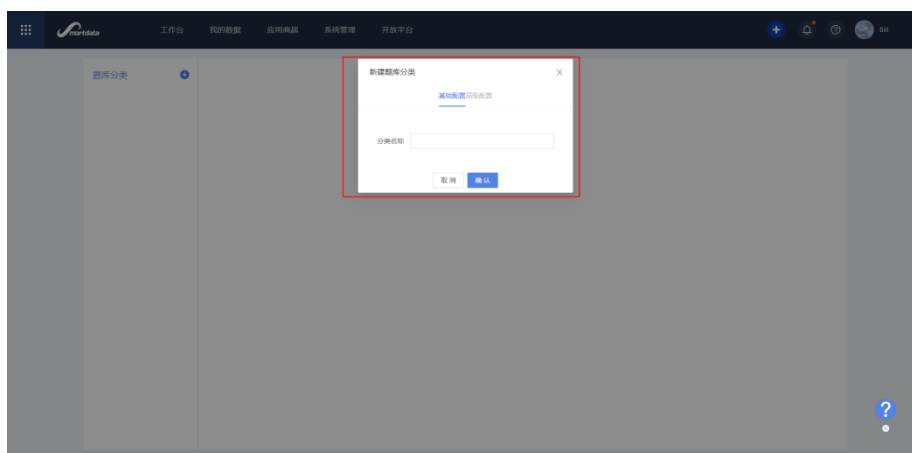 Smartdata 工作台 我的数据 应用商超 系统管理 开放平台 Bill
题库分类
新建题库分类
基础配置 高级配置
分类名称
取消 确认